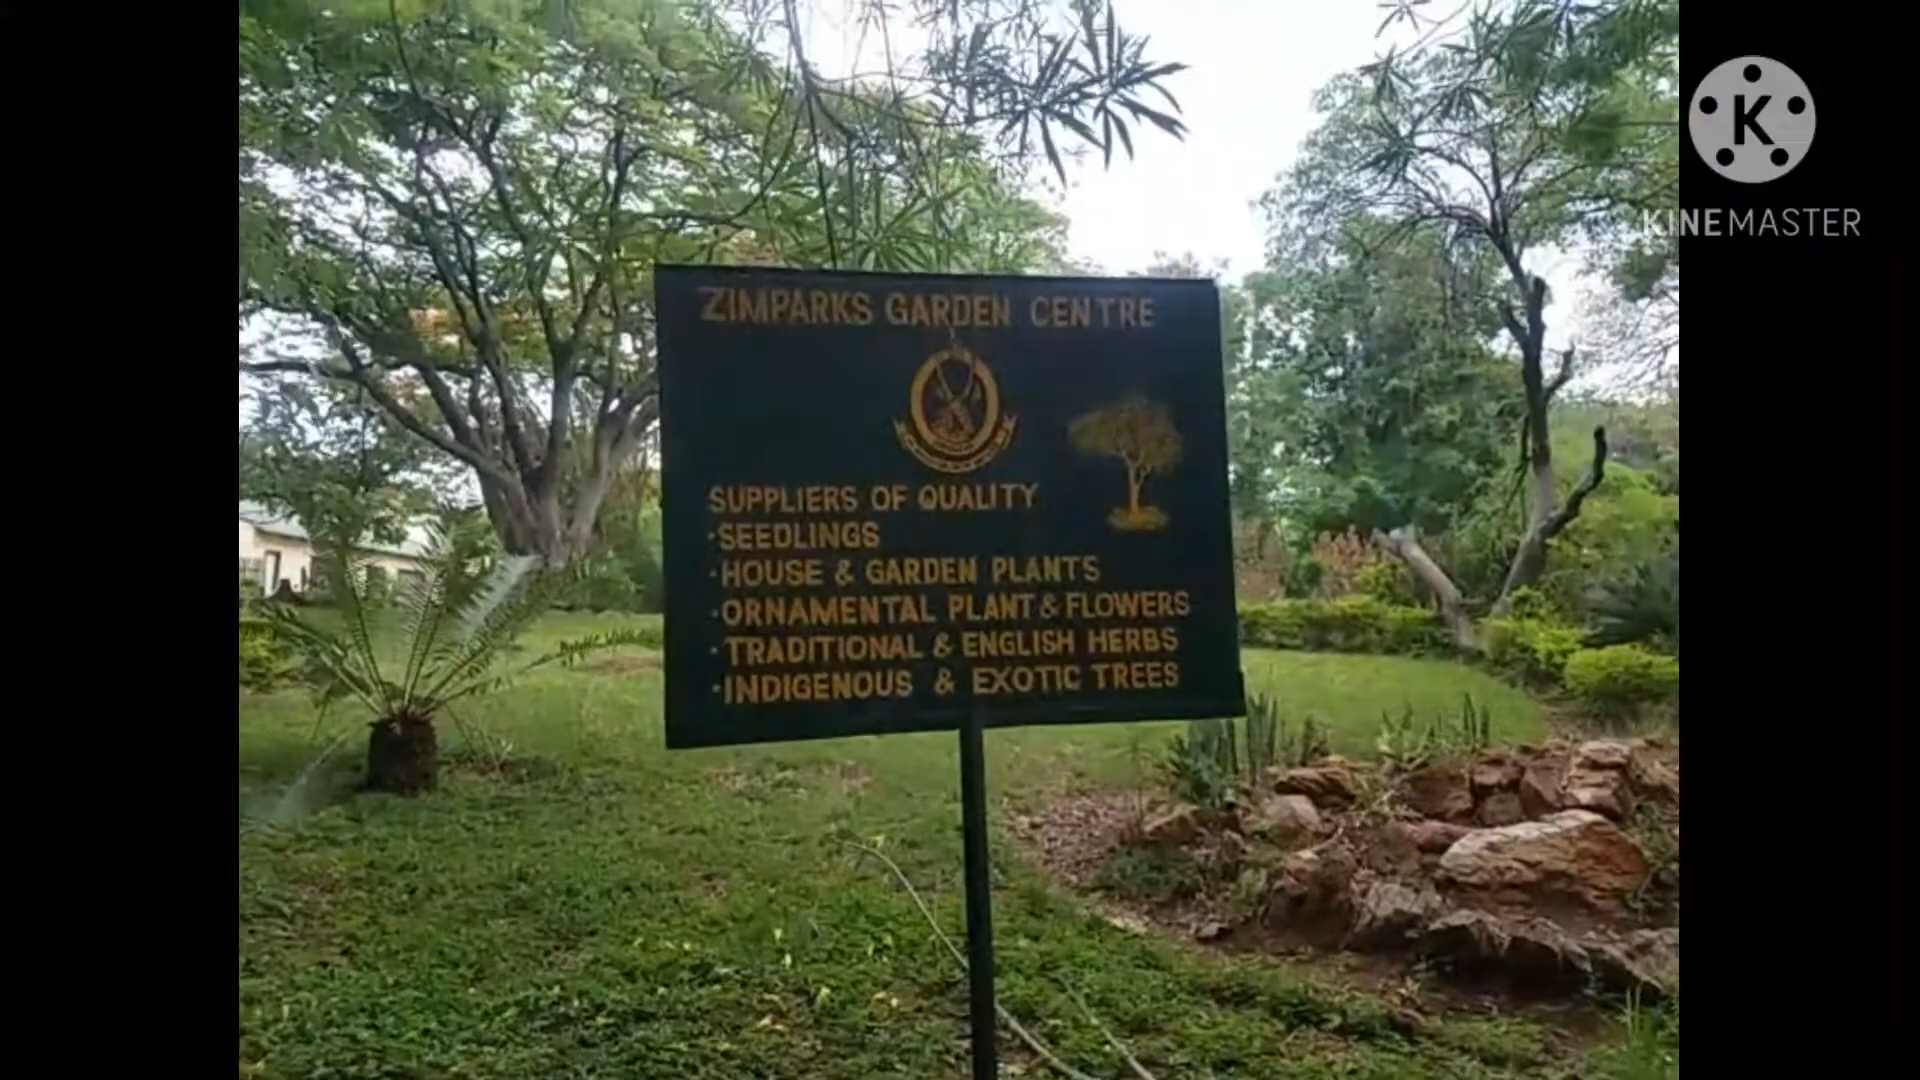 ZIMPARKS GARDEN CENTRE
SUPPLIERS OF QUALITY
·SEEDLINGS
·HOUSE & GARDEN PLANTS
·ORNAMENTAL PLANT & FLOWERS
·TRADITIONAL & ENGLISH HERBS
·INDIGENOUS & EXOTIC TREES
K
KINEMASTER